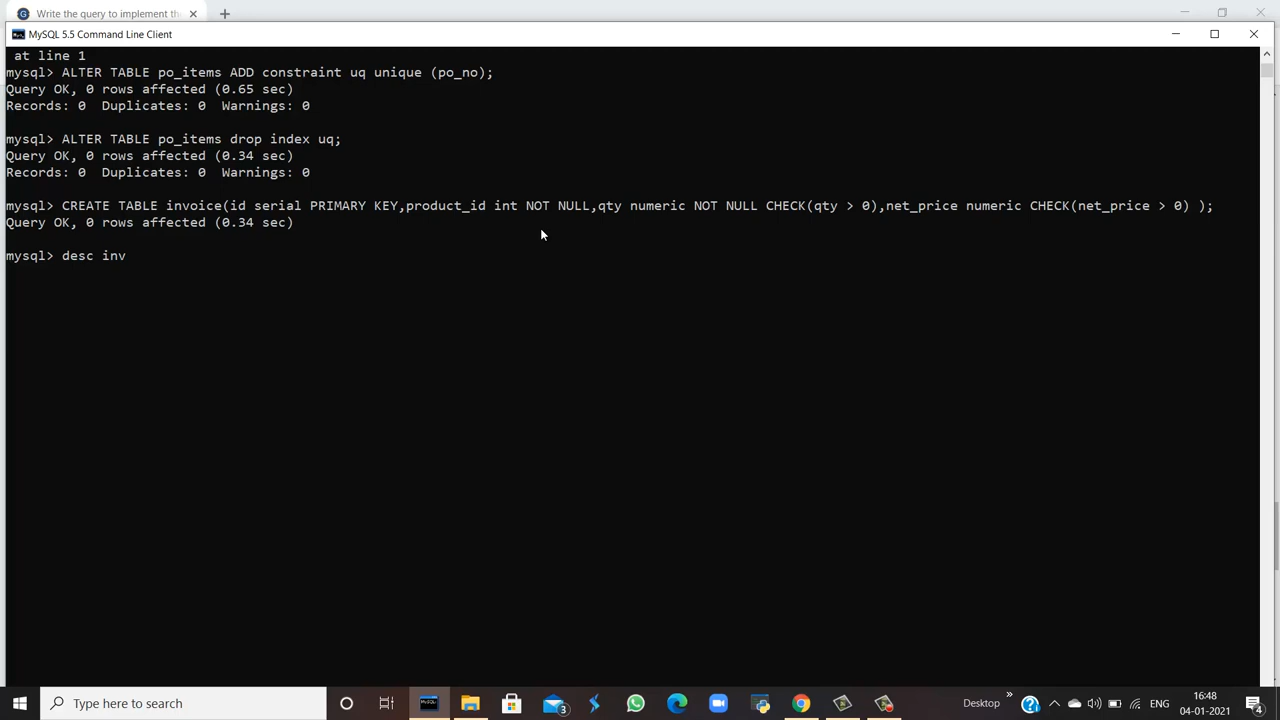 Write the query to implement th
MySQL 5.5 Command Line Client
at line 1
mysql> ALTER TABLE po_items ADD constraint uq unique (po_no);
Query OK, 0 rows affected (0.65 sec)
Records: 0  Duplicates: 0  Warnings: 0
mysql> ALTER TABLE po_items drop index uq;
Query OK, 0 rows affected (0.34 sec)
Records: 0  Duplicates: 0  Warnings: 0
mysql> CREATE TABLE invoice(id serial PRIMARY KEY,product_id int NOT NULL,qty numeric NOT NULL CHECK(qty > 0),net_price numeric CHECK(net_price > 0) );
Query OK, 0 rows affected (0.34 sec)
mysql> desc inv
Type here to search
3
Desktop
»
ENG
16:48
04-01-2021
4